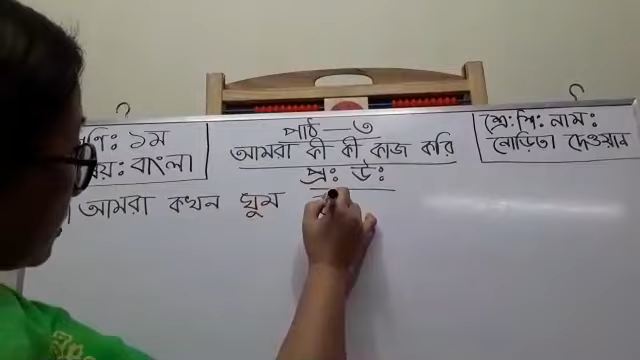 ণিঃ ১ম
য়ঃ বাংলা
পাঠ — ৩
আমরা কী কী কাজ করি
প্রঃ উঃ
শ্রেঃ শিঃ নামঃ
নোড়িতা দেওয়ান
আমরা কখন ঘুম